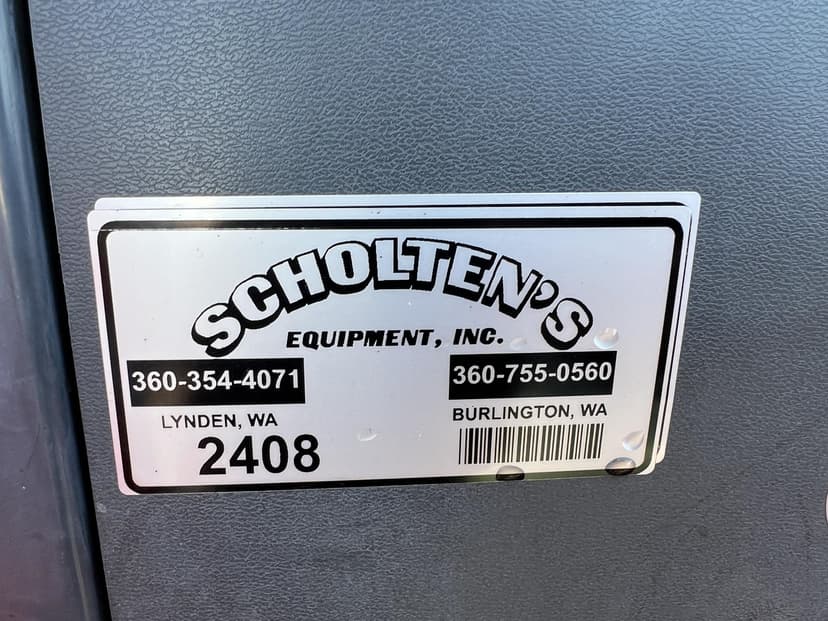 SCHOLTEN'S
EQUIPMENT, INC.
360-354-4071
LYNDEN, WA
2408
360-755-0560
BURLINGTON, WA